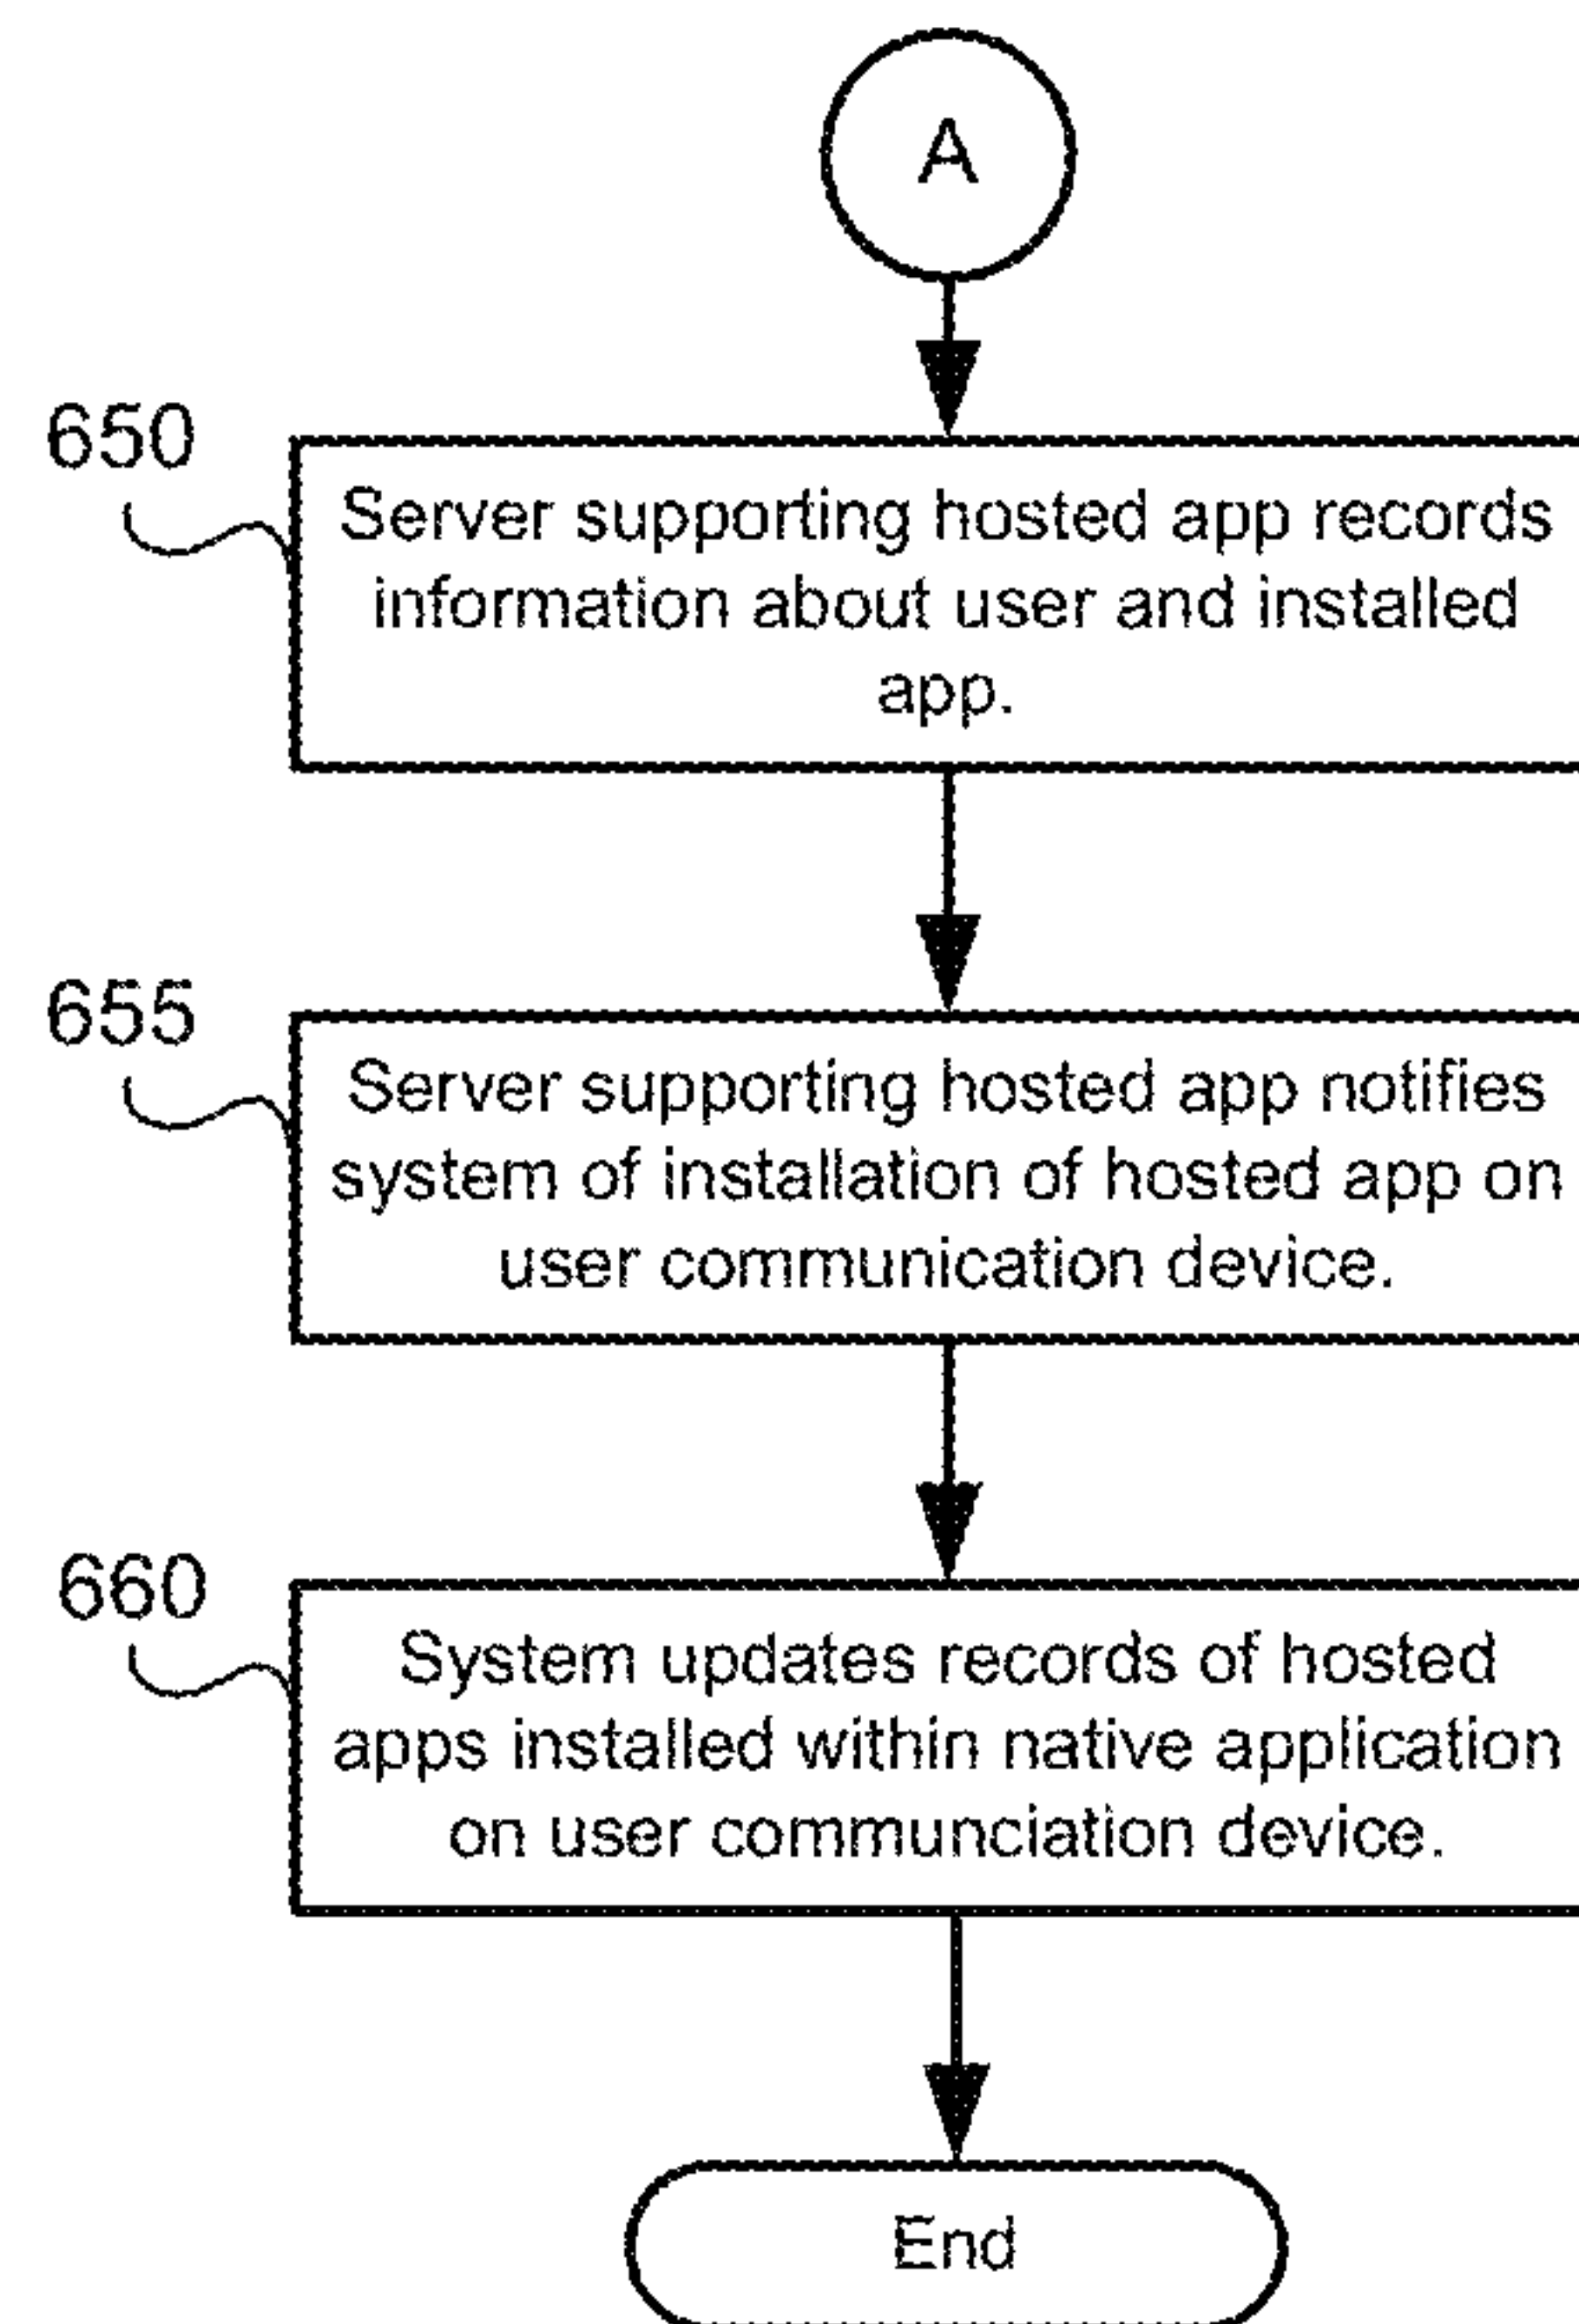 A
650
Server supporting hosted app records
information about user and installed
app.
655
Server supporting hosted app notifies
system of installation of hosted app on
user communication device.
660
System updates records of hosted
apps installed within native application
on user communciation device.
End